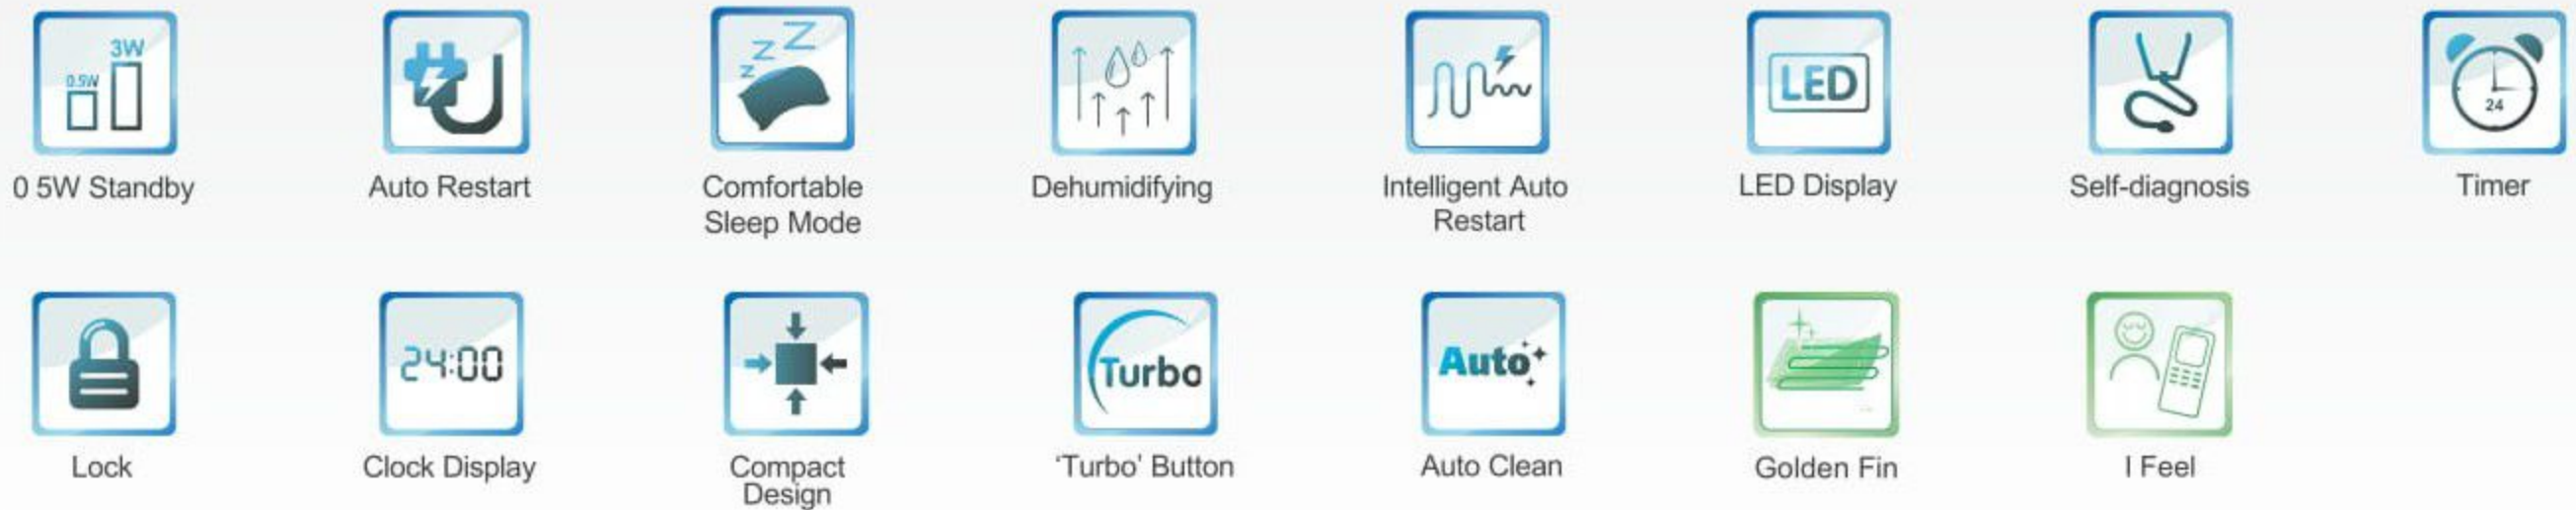 3W
0.5W
Z
Z
z
LED
24
0 5W Standby
Auto Restart
Comfortable
Sleep Mode
Dehumidifying
Intelligent Auto
Restart
LED Display
Self-diagnosis
Timer
24:00
Turbo
Auto
Lock
Clock Display
Compact
Design
‘Turbo’ Button
Auto Clean
Golden Fin
I Feel